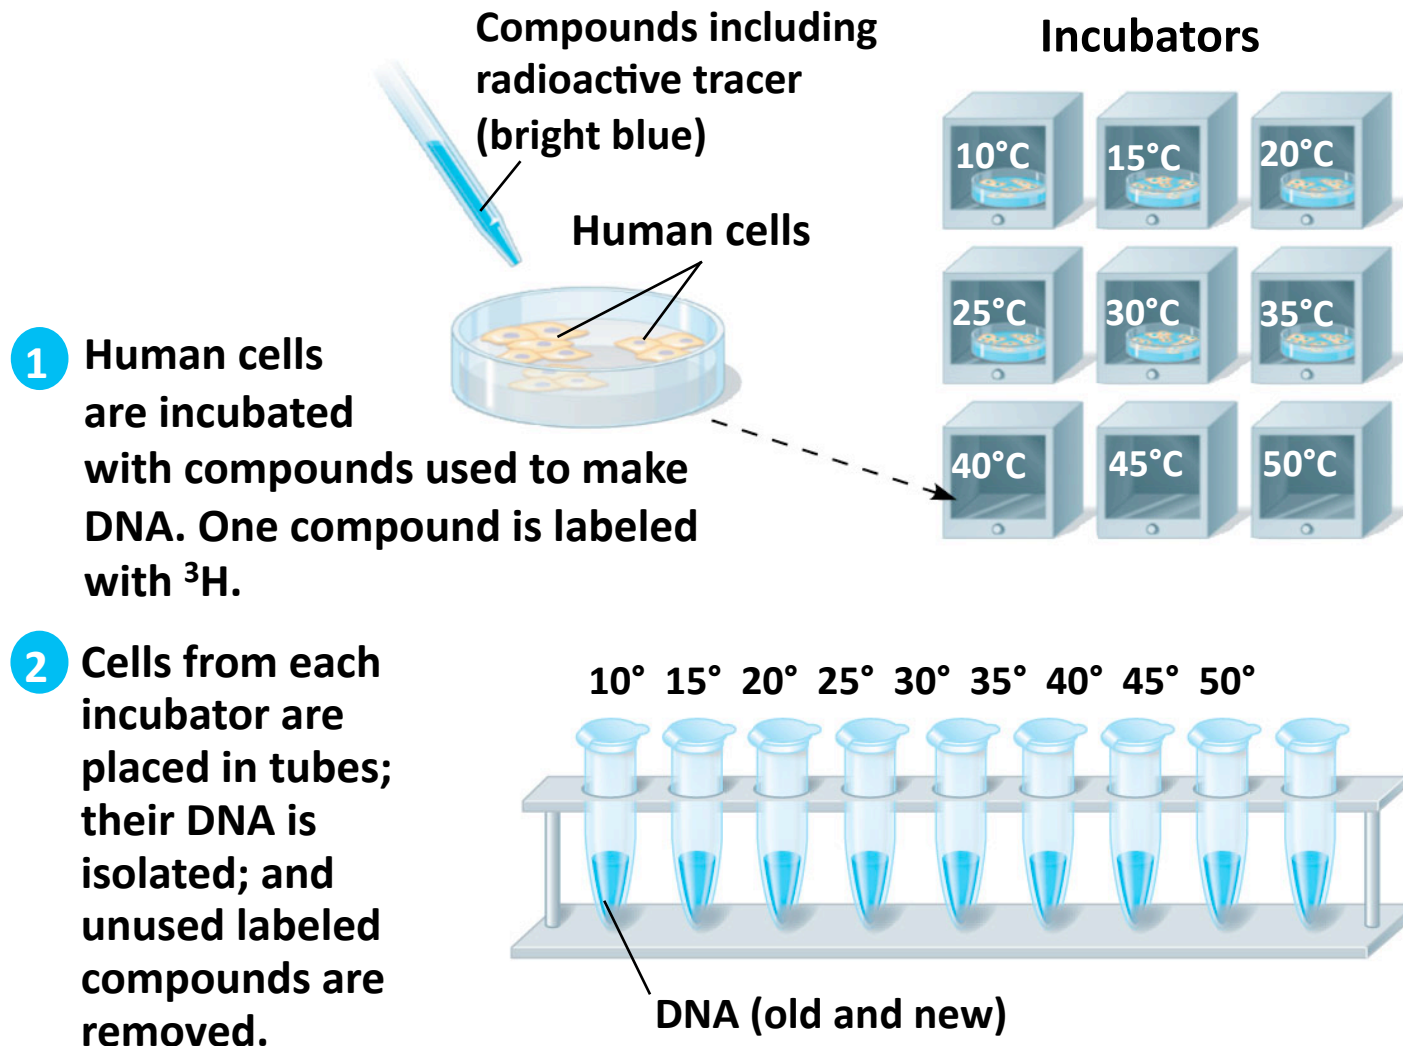 Compounds including
radioactive tracer
(bright blue)
Human cells
Incubators
10°C
15°C
20°C
25°C
30°C
35°C
40°C
45°C
50°C
1 Human cells
are incubated
with compounds used to make
DNA. One compound is labeled
with ³H.
2 Cells from each
incubator are
placed in tubes;
their DNA is
isolated; and
unused labeled
compounds are
removed.
10° 15° 20° 25° 30° 35° 40° 45° 50°
DNA (old and new)